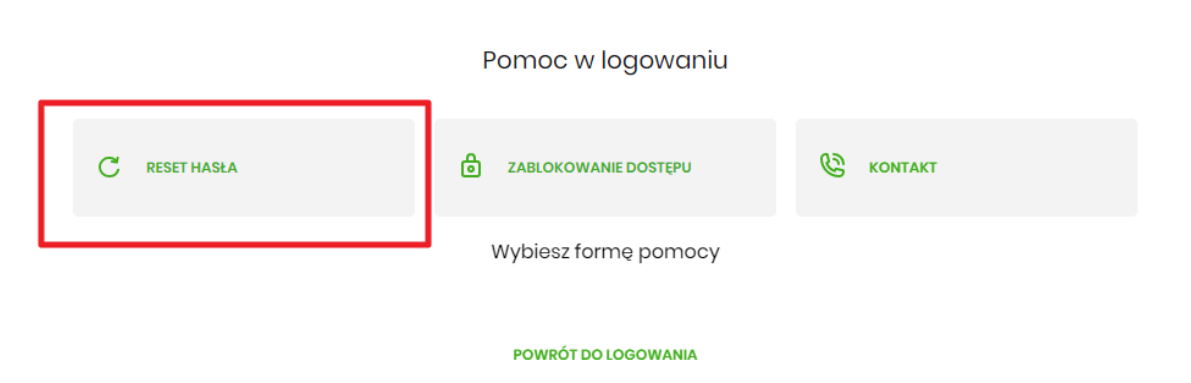 Pomoc w logowaniu
RESET HASŁA
ZABLOKOWANIE DOSTĘPU
KONTAKT
Wybiesz formę pomocy
POWRÓT DO LOGOWANIA